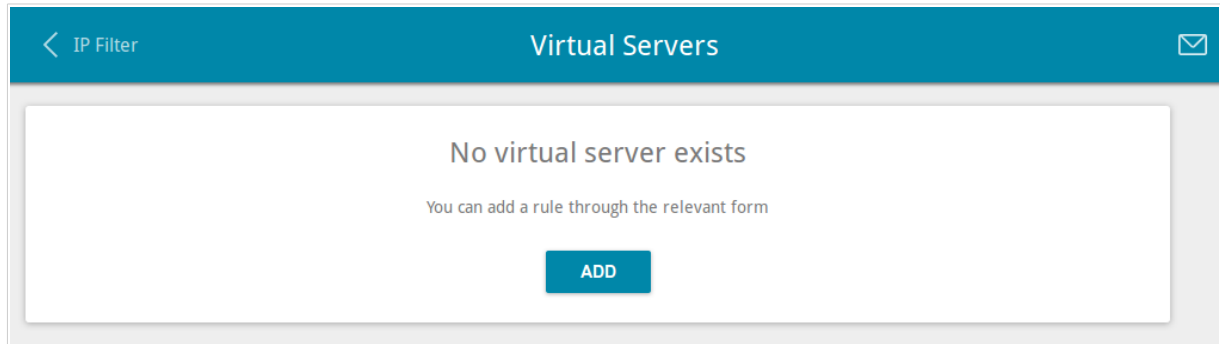 IP Filter
Virtual Servers
No virtual server exists
You can add a rule through the relevant form
ADD